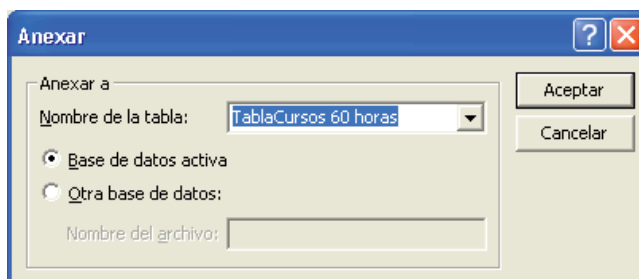 Anexar
Anexar a
Nombre de la tabla: TablaCursos 60 horas
Base de datos activa
Otra base de datos:
Nombre del archivo:
Aceptar
Cancelar